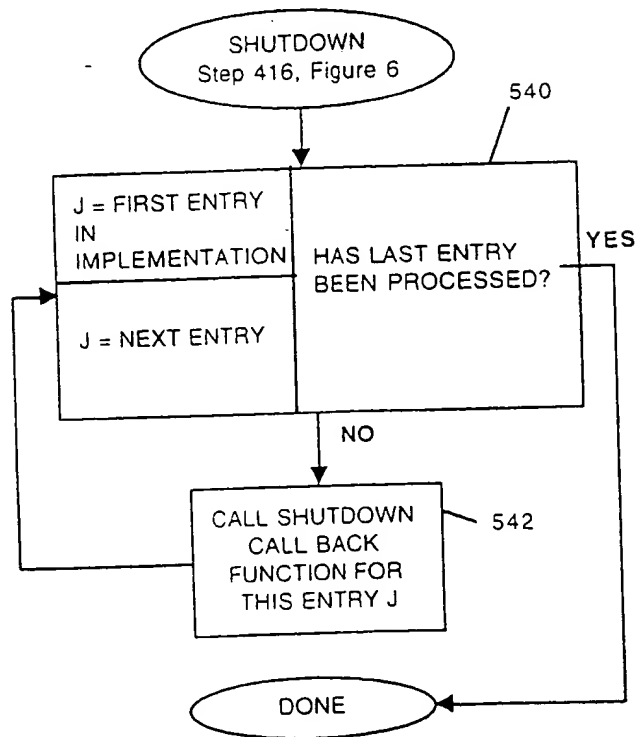 SHUTDOWN
Step 416, Figure 6
540
J = FIRST ENTRY
IN
IMPLEMENTATION
HAS LAST ENTRY
BEEN PROCESSED?
YES
J = NEXT ENTRY
NO
CALL SHUTDOWN
CALL BACK
FUNCTION FOR
THIS ENTRY J
542
DONE